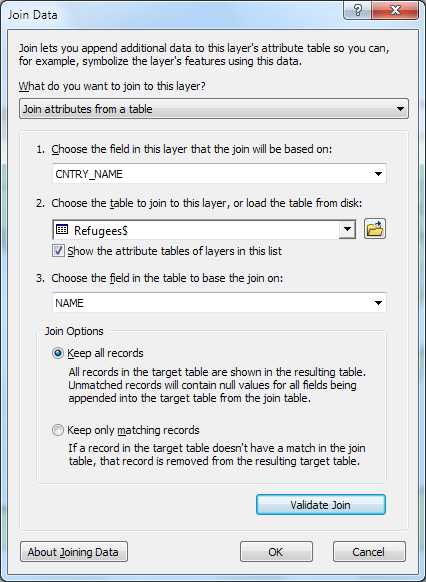 Join Data
Join lets you append additional data to this layer's attribute table so you can,
for example, symbolize the layer's features using this data.
What do you want to join to this layer?
Join attributes from a table
1. Choose the field in this layer that the join will be based on:
CNTRY_NAME
2. Choose the table to join to this layer, or load the table from disk:
Refugees$
Show the attribute tables of layers in this list
3. Choose the field in the table to base the join on:
NAME
Join Options
Keep all records
All records in the target table are shown in the resulting table.
Unmatched records will contain null values for all fields being
appended into the target table from the join table.
Keep only matching records
If a record in the target table doesn't have a match in the join
table, that record is removed from the resulting target table.
Validate Join
About Joining Data
OK
Cancel